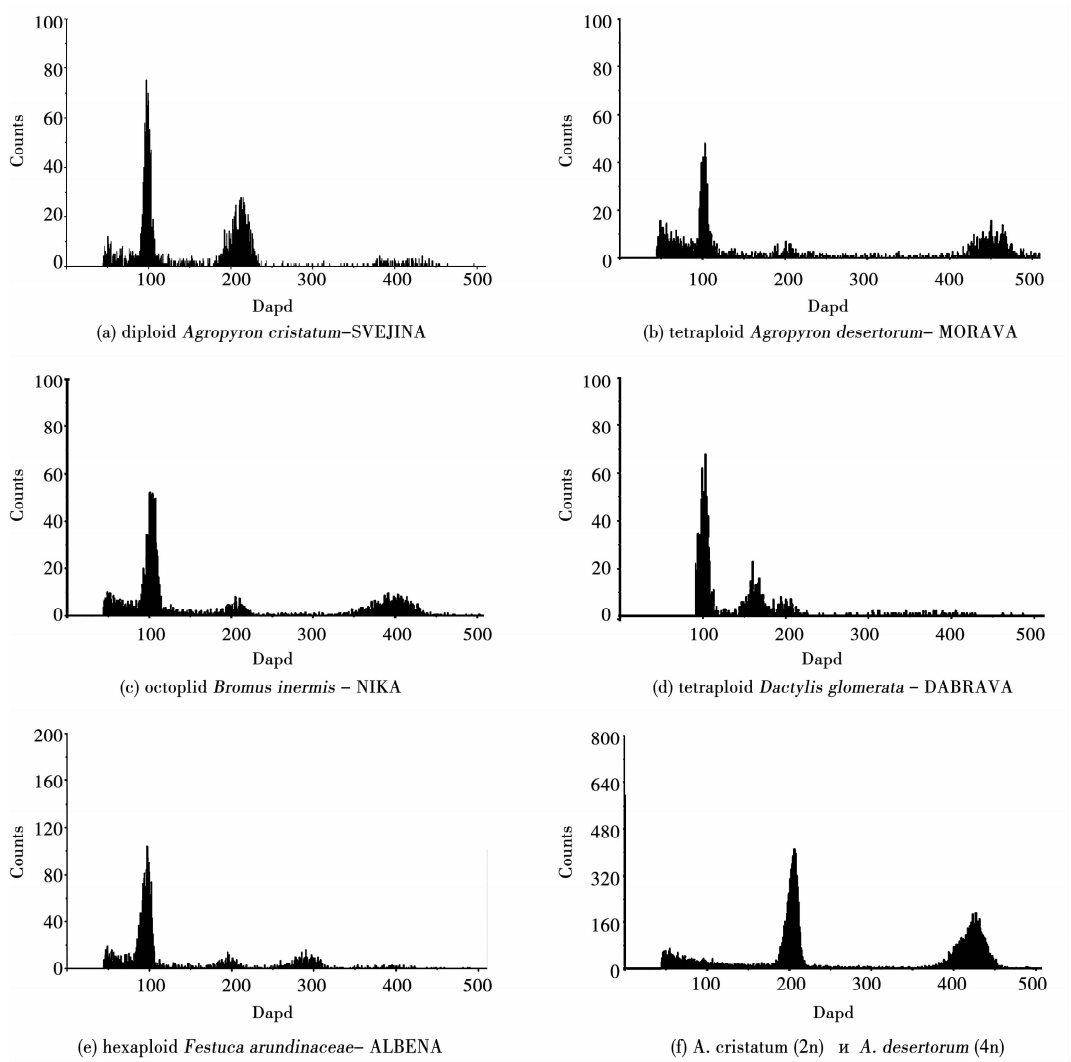 100
80
60
40
20
0
Counts
100 200 300 400 500
Dapd
(a) diploid Agropyron cristatum–SVEJINA
100
80
60
40
20
0
Counts
100 200 300 400 500
Dapd
(b) tetraploid Agropyron desertorum– MORAVA
100
80
60
40
20
0
Counts
100 200 300 400 500
Dapd
(c) octoplid Bromus inermis – NIKA
100
80
60
40
20
0
Counts
100 200 300 400 500
Dapd
(d) tetraploid Dactylis glomerata – DABRAVA
200
160
120
80
40
0
Counts
100 200 300 400 500
Dapd
(e) hexaploid Festuca arundinaceae– ALBENA
800
640
480
320
160
0
Counts
100 200 300 400 500
Dapd
(f) A. cristatum (2n) и A. desertorum (4n)